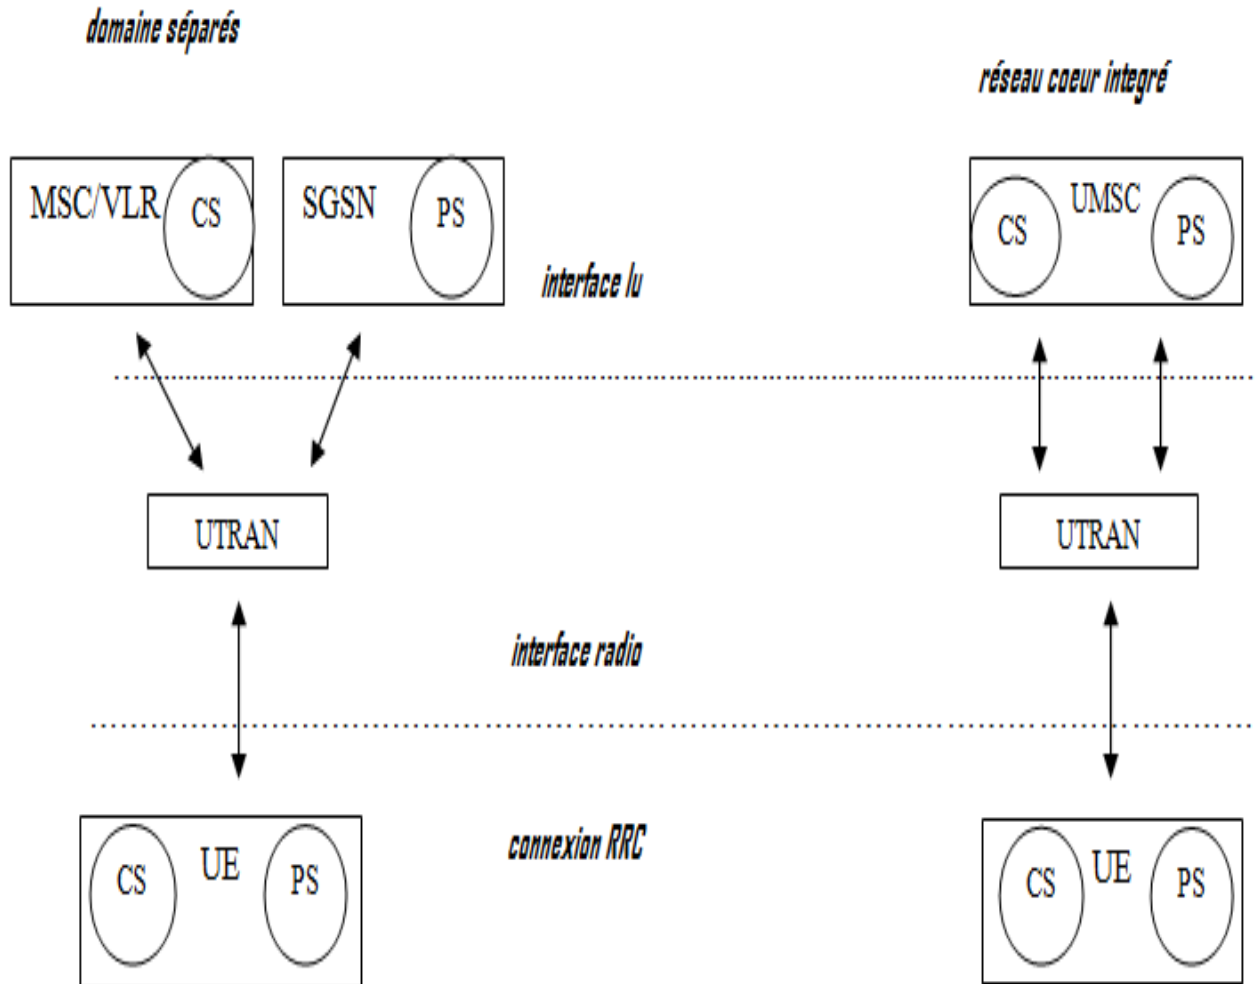 domaine séparés
réseau coeur integré
MSC/VLR CS
SGSN PS
CS UMSC PS
interface lu
UTRAN
UTRAN
interface radio
connexion RRC
CS UE PS
CS UE PS